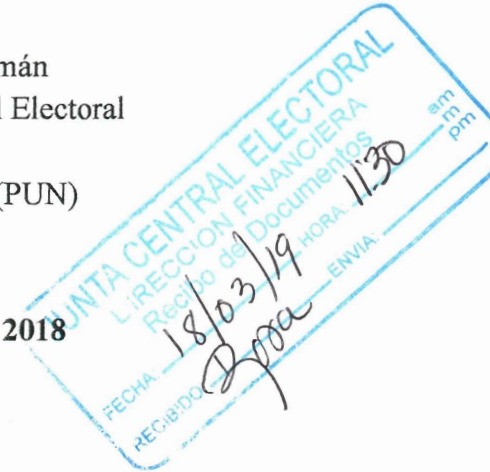 mán
l Electoral
(PUN)
2018
JUNTA CENTRAL ELECTORAL
DIRECCION FINANCIERA
Recibo de Documentos
am
m
pm
FECHA: 18/03/19 HORA: 11:30
RECIBIDO: Rosa ENVIA: